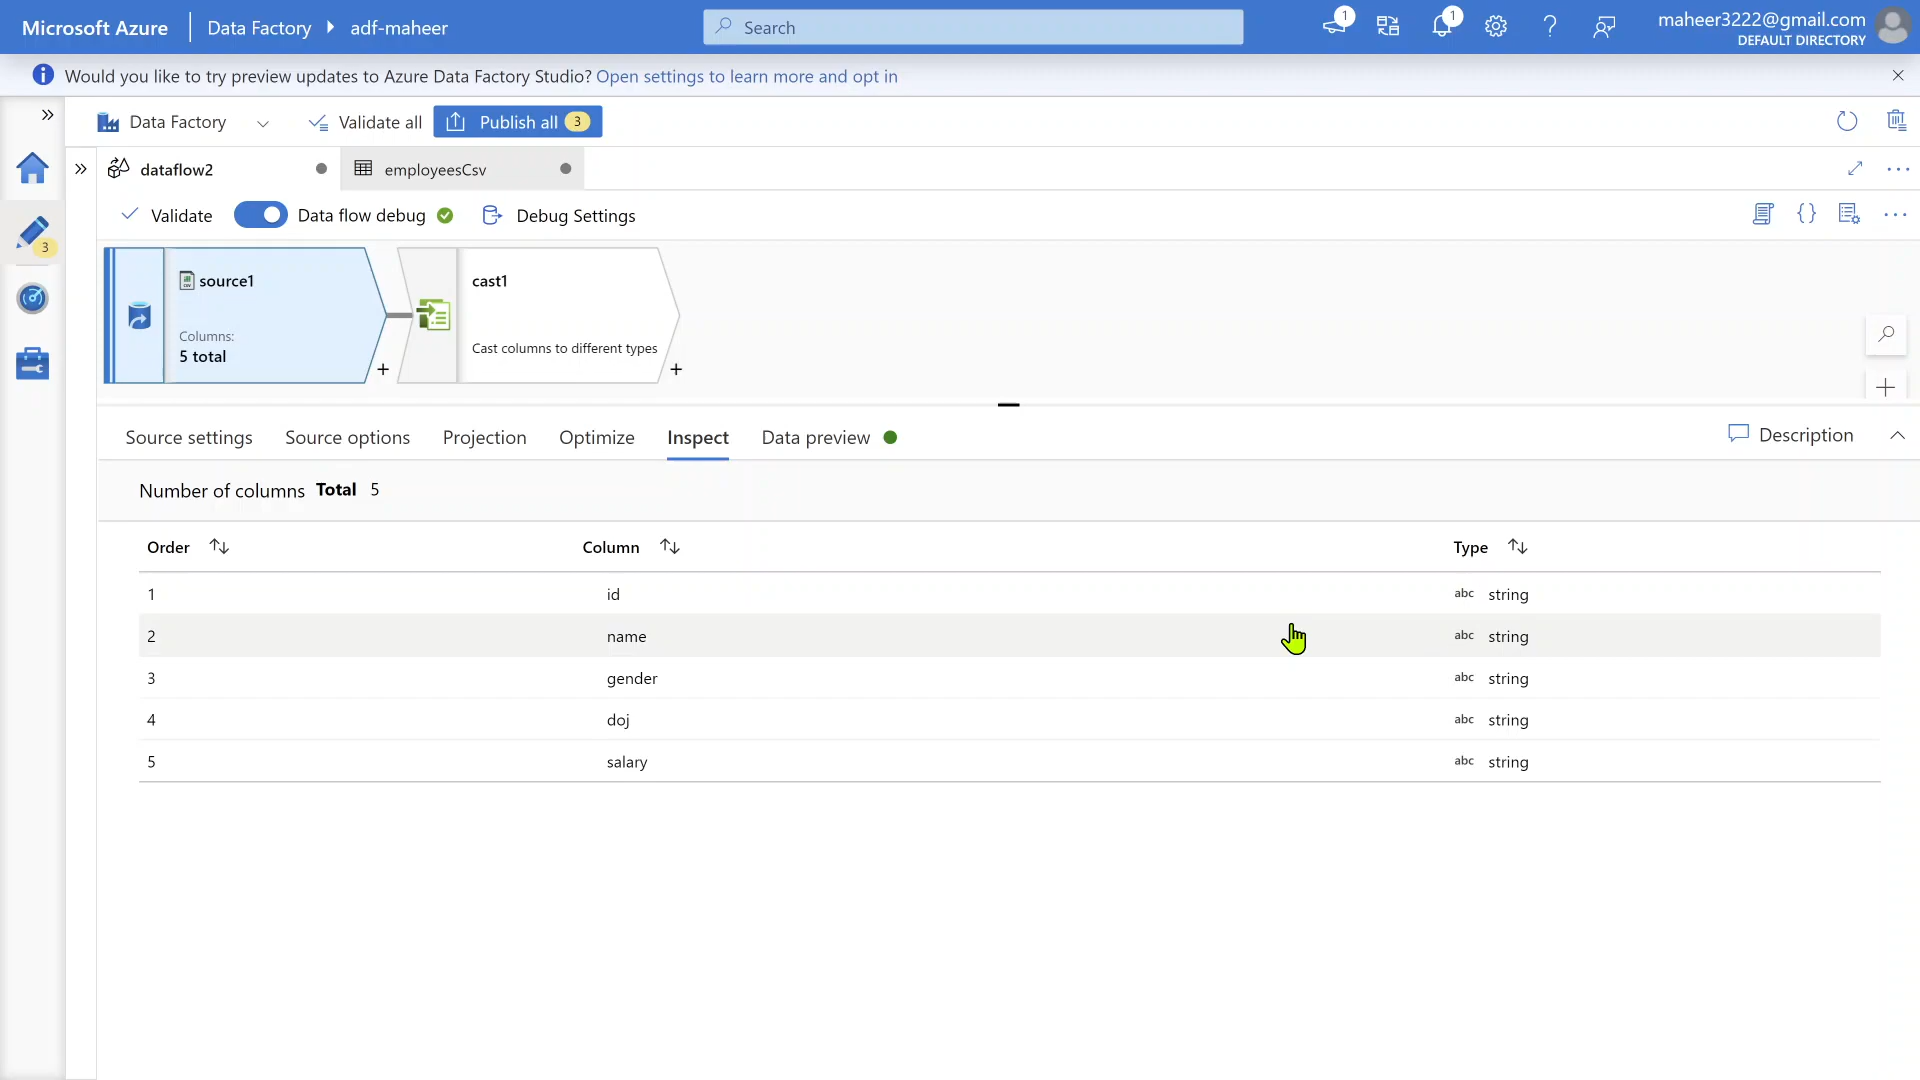 Microsoft Azure Data Factory adf-maheer Search 1 1 maheer3222@gmail.com
DEFAULT DIRECTORY
Would you like to try preview updates to Azure Data Factory Studio? Open settings to learn more and opt in
Data Factory Validate all Publish all 3
dataflow2 employeesCsv
Validate Data flow debug Debug Settings
3
source1
Columns:
5 total
+
cast1
Cast columns to different types
+
Source settings Source options Projection Optimize Inspect Data preview Description
Number of columns Total 5
Order Column Type
1 id abc string
2 name abc string
3 gender abc string
4 doj abc string
5 salary abc string